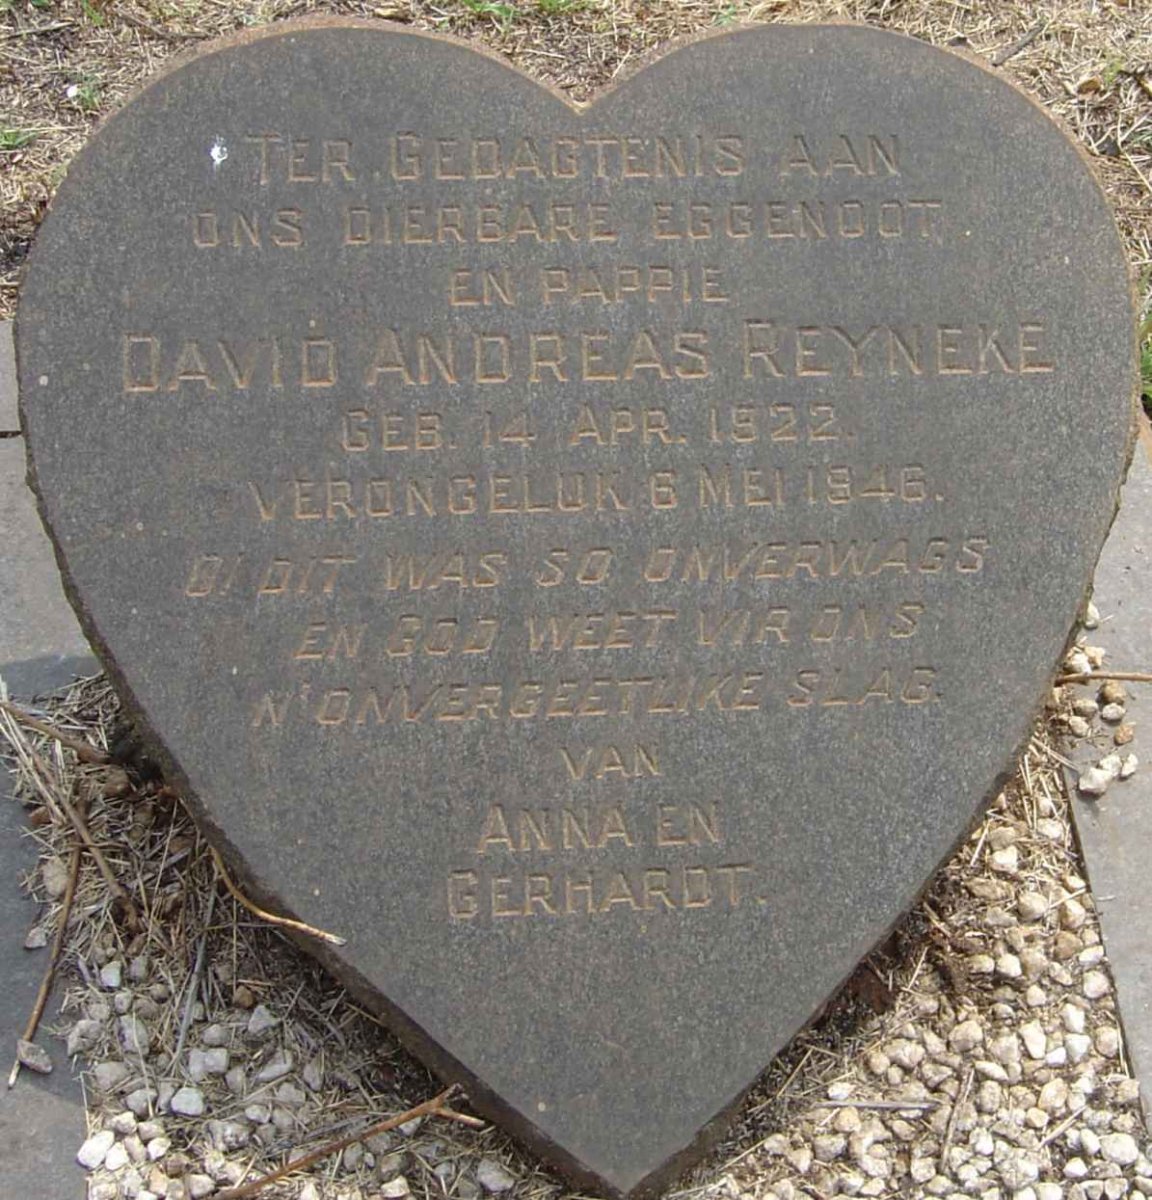 TER GEDAGTENIS AAN
ONS DIERBARE EGGENOOT
EN PAPPIE
DAVID ANDREAS REYNEKE
GEB. 14 APR. 1922.
VERONGELUK 6 MEI 1946.
O! DIT WAS SO ONVERWAGS
EN GOD WEET VIR ONS
N' ONVERGEETLIKE SLAG.
VAN
ANNA EN
GERHARDT.